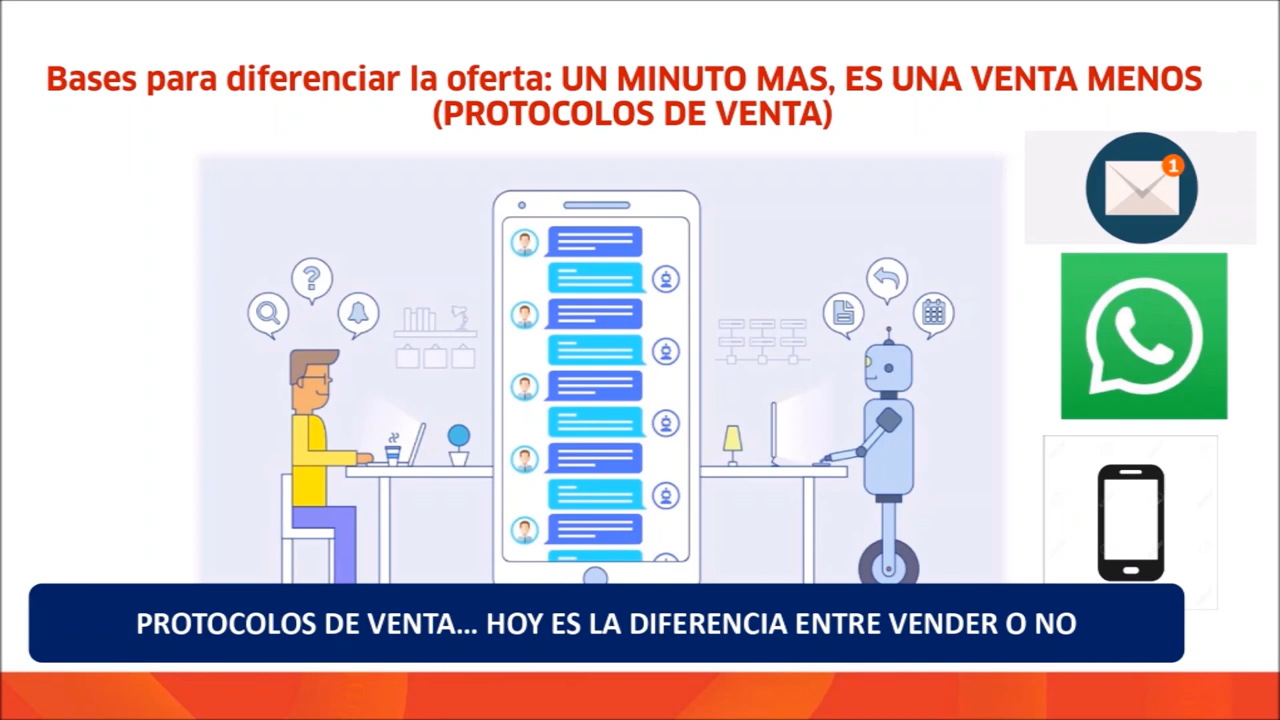 Bases para diferenciar la oferta: UN MINUTO MAS, ES UNA VENTA MENOS
(PROTOCOLOS DE VENTA)
1
?
PROTOCOLOS DE VENTA... HOY ES LA DIFERENCIA ENTRE VENDER O NO